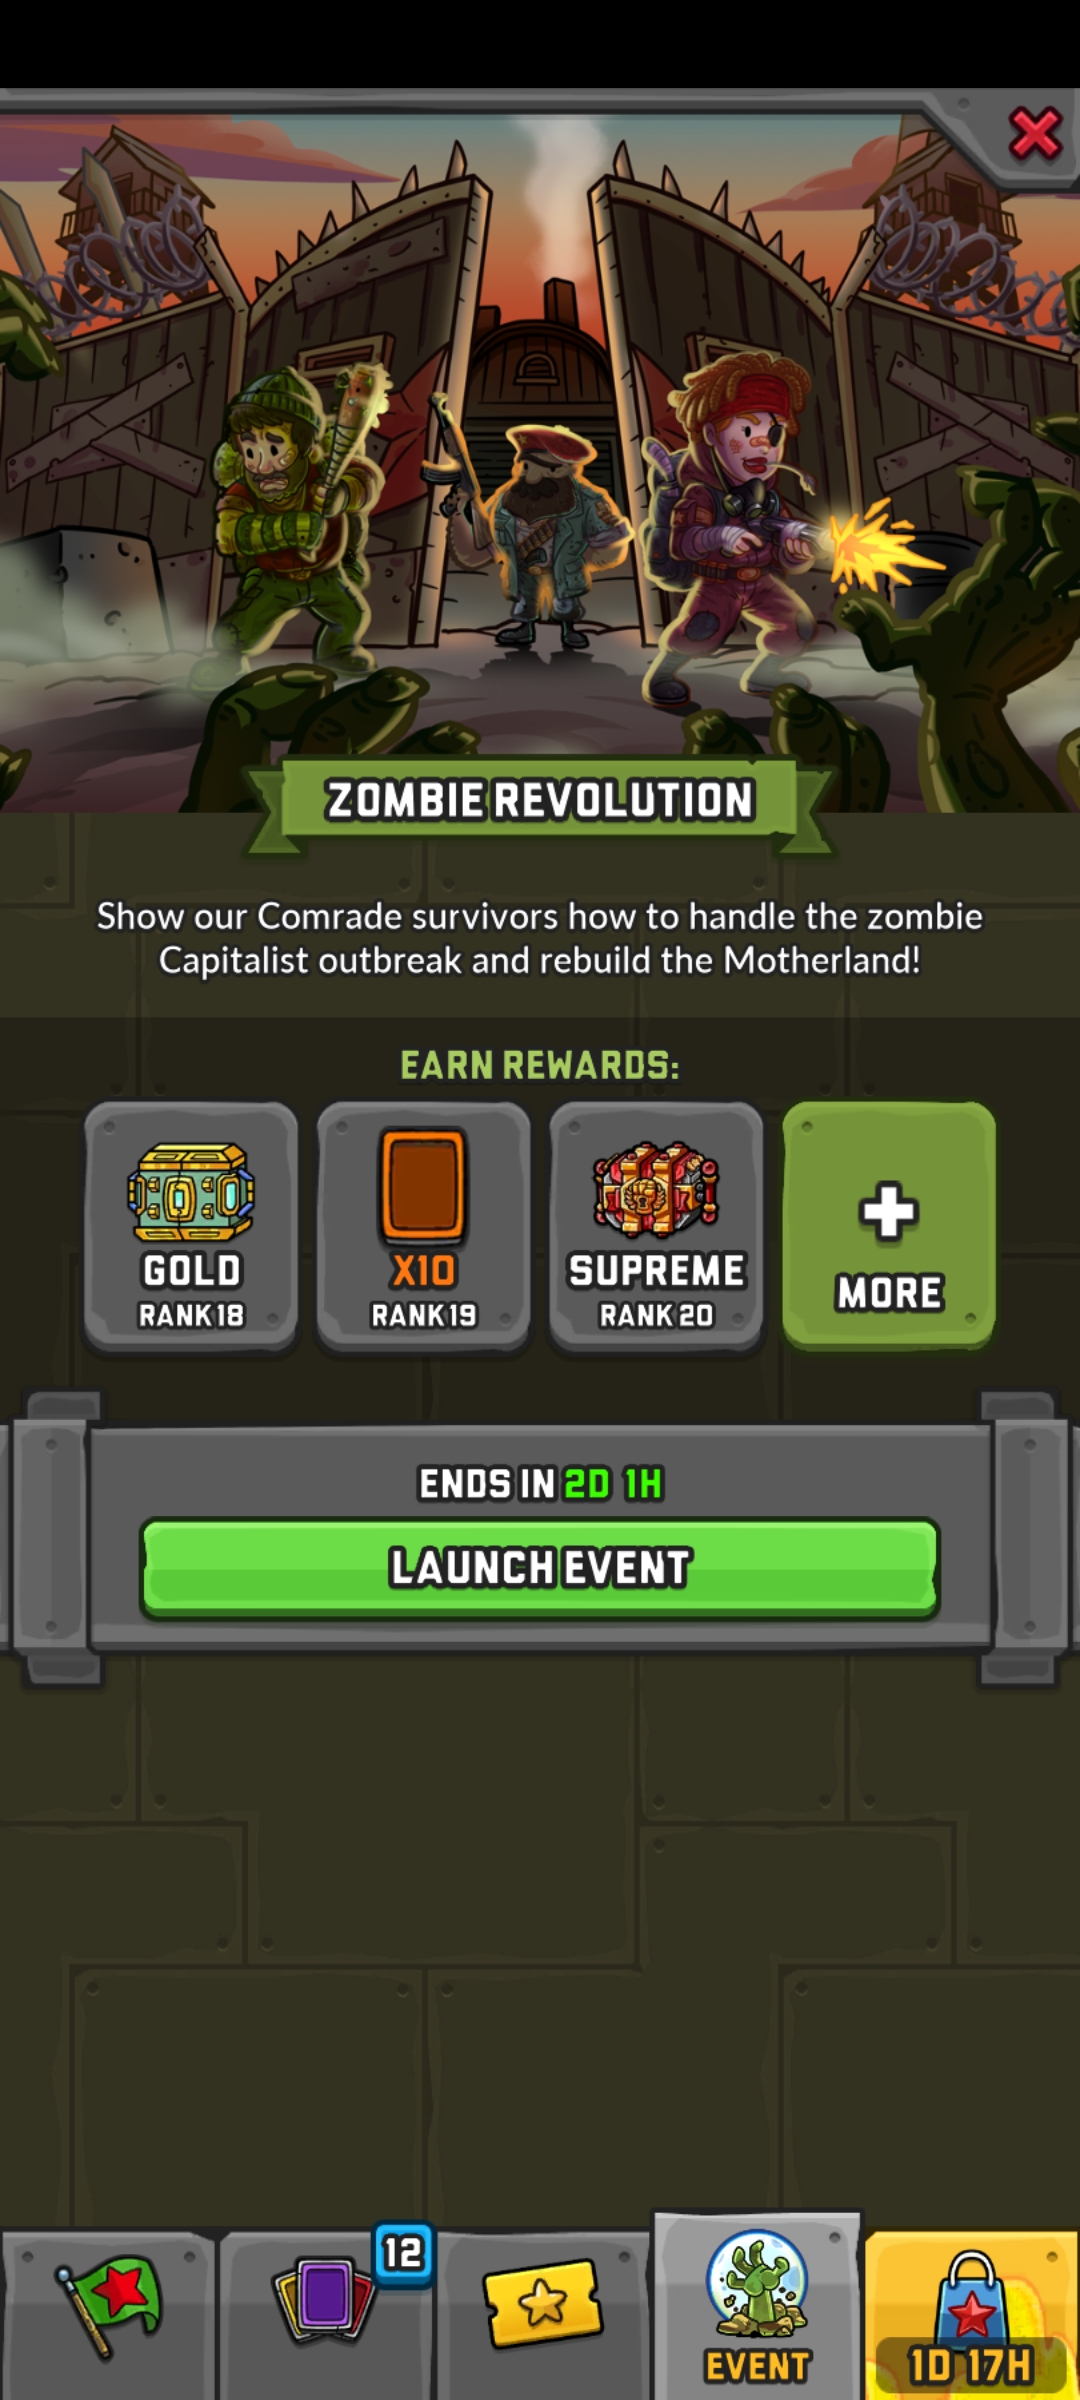 ZOMBIE REVOLUTION
Show our Comrade survivors how to handle the zombie
Capitalist outbreak and rebuild the Motherland!
EARN REWARDS:
GOLD
RANK 18
X10
RANK 19
SUPREME
RANK 20
MORE
ENDS IN 2D 1H
LAUNCH EVENT
12
EVENT
1D 17H